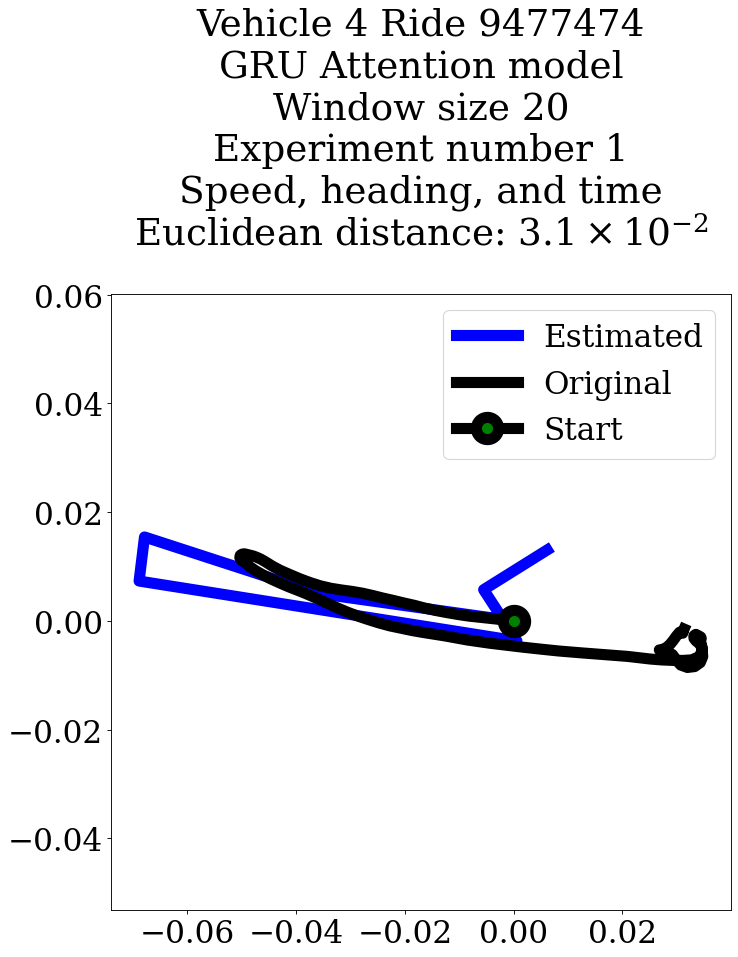 Vehicle 4 Ride 9477474
GRU Attention model
Window size 20
Experiment number 1
Speed, heading, and time
Euclidean distance: 3.1 × 10⁻²
Estimated
Original
Start
0.06
0.04
0.02
0.00
−0.02
−0.04
−0.06 −0.04 −0.02 0.00 0.02